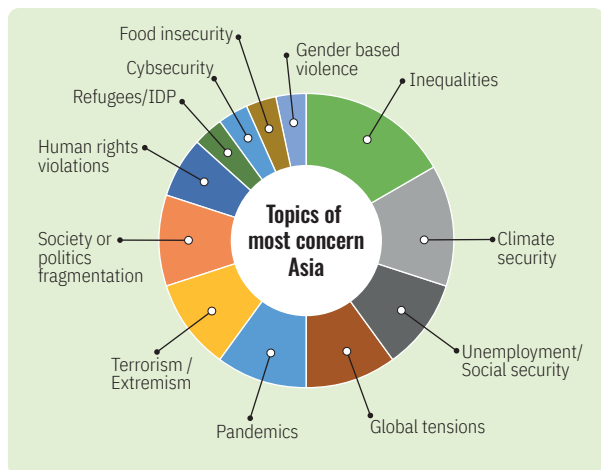 Food insecurity
Cybsecurity
Refugees/IDP
Human rights
violations
Society or
politics
fragmentation
Terrorism /
Extremism
Pandemics
Global tensions
Unemployment/
Social security
Climate
security
Inequalities
Gender based
violence
Topics of
most concern
Asia